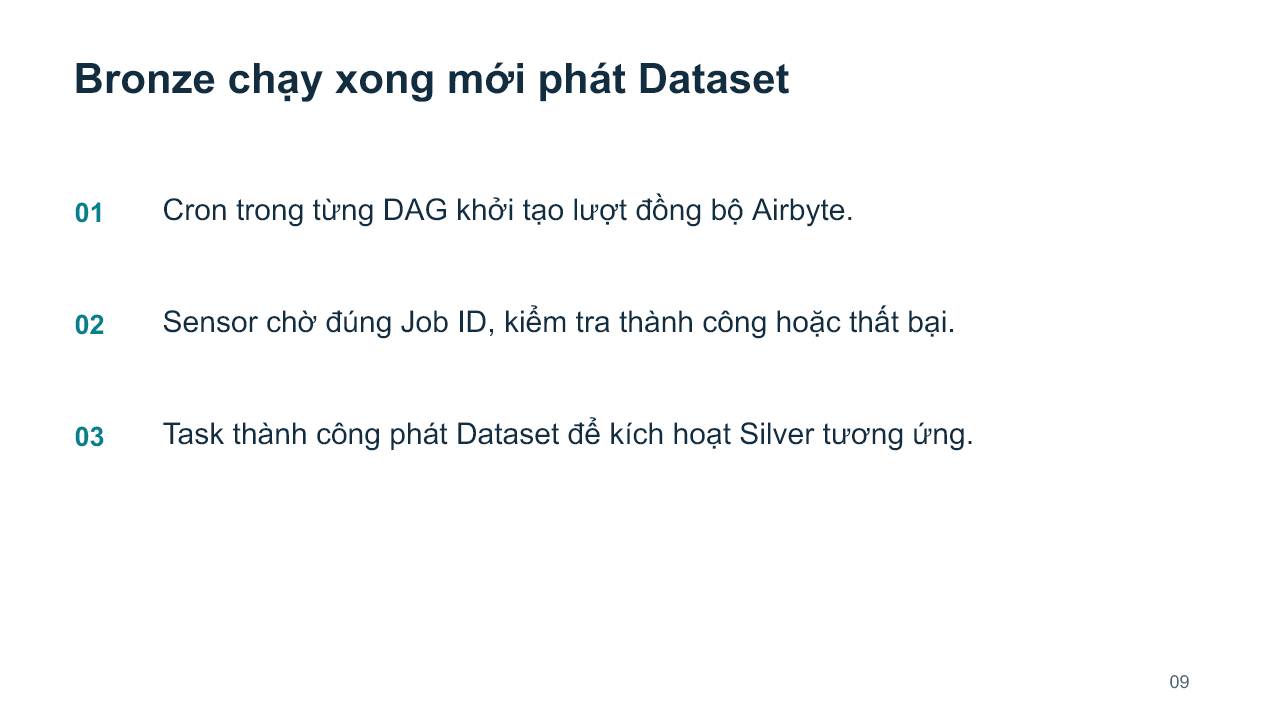 Bronze chạy xong mới phát Dataset
01 Cron trong từng DAG khởi tạo lượt đồng bộ Airbyte.
02 Sensor chờ đúng Job ID, kiểm tra thành công hoặc thất bại.
03 Task thành công phát Dataset để kích hoạt Silver tương ứng.
09